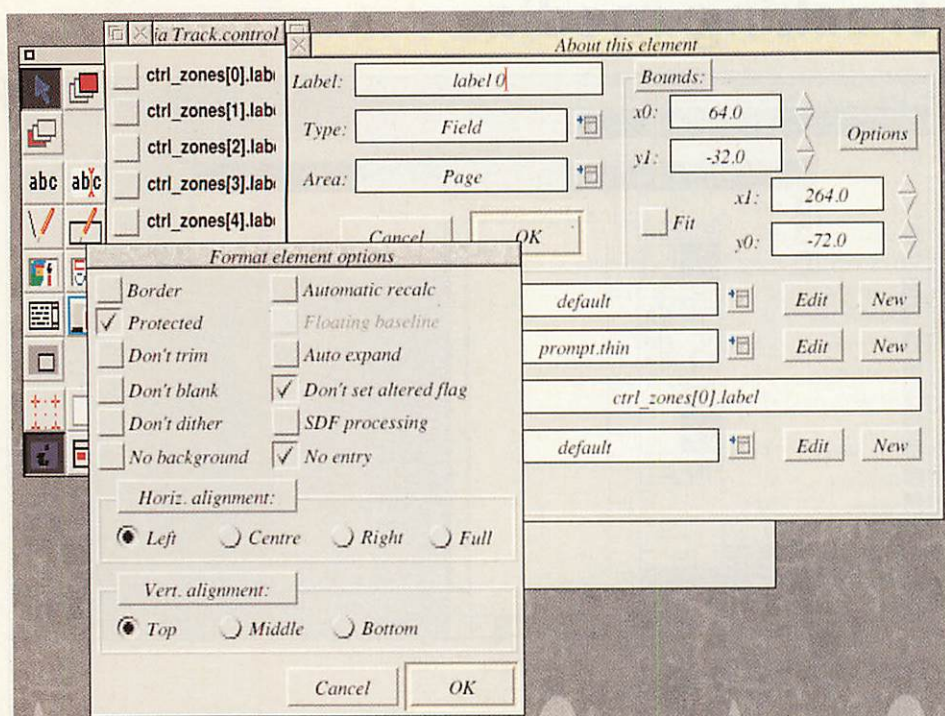 ia Track.control
ctrl_zones[0].labe
ctrl_zones[1].lab
ctrl_zones[2].lab
ctrl_zones[3].lab
ctrl_zones[4].lab
abc abc
About this element
Label: label 0
Type: Field
Area: Page
Cancel OK
Bounds:
x0: 64.0
y1: -32.0
Options
x1: 264.0
Fit
y0: -72.0
default Edit New
prompt.thin Edit New
ctrl_zones[0].label
default Edit New
Format element options
Border Automatic recalc
Protected Floating baseline
Don't trim Auto expand
Don't blank Don't set altered flag
Don't dither SDF processing
No background No entry
Horiz. alignment:
Left Centre Right Full
Vert. alignment:
Top Middle Bottom
Cancel OK